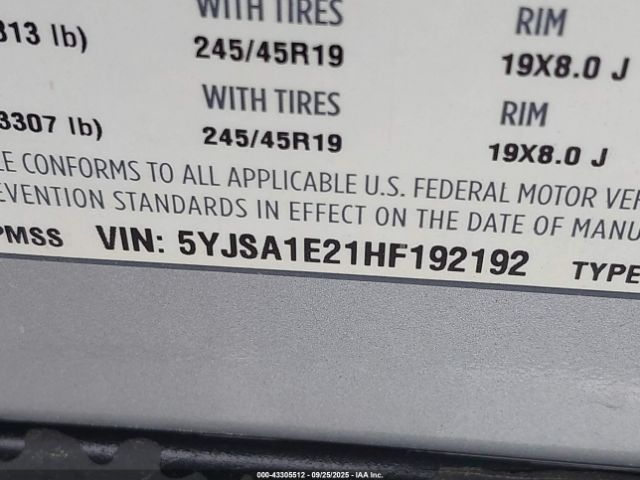 WITH TIRES RIM
813 lb) 245/45R19 19X8.0 J
WITH TIRES RIM
3307 lb) 245/45R19 19X8.0 J
LE CONFORMS TO ALL APPLICABLE U.S. FEDERAL MOTOR VEH
EVENTION STANDARDS IN EFFECT ON THE DATE OF MANU
PMSS VIN: 5YJSA1E21HF192192 TYPE
000-43305512 - 09/25/2025 - IAA Inc.